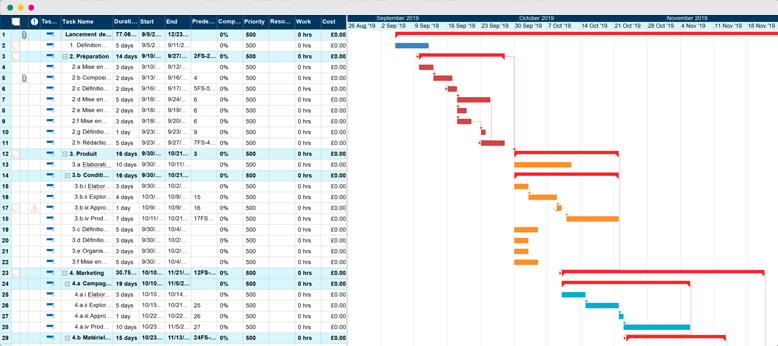 September 2019 October 2019 November 2019
Tas... Task Name Durati... Start End Prede... Comp... Priority Resou... Work Cost 26 Aug '19 2 Sep '19 9 Sep '19 16 Sep '19 23 Sep '19 30 Sep '19 7 Oct '19 14 Oct '19 21 Oct '19 28 Oct '19 4 Nov '19 11 Nov '19 18 Nov '19
1 Lancement de... 77.08... 9/5/2... 12/23... 0% 500 0 hrs £0.00
2 1. Définition... 5 days 9/5/2... 9/11/2... 0% 500 0 hrs £0.00
3 2. Préparation 14 days 9/10/... 9/27/... 2FS-2... 0% 500 0 hrs £0.00
4 2.a Mise en... 3 days 9/10/... 9/12/... 0% 500 0 hrs £0.00
5 2.b Composi... 2 days 9/13/... 9/16/... 4 0% 500 0 hrs £0.00
6 2.c Définitio... 2 days 9/16/... 9/17/... 5FS-5... 0% 500 0 hrs £0.00
7 2.d Mise en... 5 days 9/18/... 9/24/... 6 0% 500 0 hrs £0.00
8 2.e Mise en... 2 days 9/18/... 9/19/... 6 0% 500 0 hrs £0.00
9 2.f Mise en... 3 days 9/18/... 9/20/... 6 0% 500 0 hrs £0.00
10 2.g Définitio... 1 day 9/23/... 9/23/... 9 0% 500 0 hrs £0.00
11 2.h Rédactio... 5 days 9/23/... 9/27/... 7FS-4... 0% 500 0 hrs £0.00
12 3. Produit 16 days 9/30/... 10/21... 3 0% 500 0 hrs £0.00
13 3.a Elaborati... 10 days 9/30/... 10/11/... 0% 500 0 hrs £0.00
14 3.b Conditi... 16 days 9/30/... 10/21... 0% 500 0 hrs £0.00
15 3.b.i Elabor... 3 days 9/30/... 10/2/... 0% 500 0 hrs £0.00
16 3.b.ii Explor... 4 days 10/3/... 10/8/... 15 0% 500 0 hrs £0.00
17 3.b.iii Appro... 1 day 10/9/... 10/9/... 16 0% 500 0 hrs £0.00
18 3.b.iv Prod... 7 days 10/11/... 10/21... 17FS... 0% 500 0 hrs £0.00
19 3.c Définitio... 5 days 9/30/... 10/4/... 0% 500 0 hrs £0.00
20 3.d Définitio... 3 days 9/30/... 10/2/... 0% 500 0 hrs £0.00
21 3.e Organis... 3 days 9/30/... 10/2/... 0% 500 0 hrs £0.00
22 3.f Mise en... 5 days 9/30/... 10/4/... 0% 500 0 hrs £0.00
23 4. Marketing 30.75... 10/10... 11/21/... 12FS-... 0% 500 0 hrs £0.00
24 4.a Campag... 19 days 10/10... 11/5/2... 0% 500 0 hrs £0.00
25 4.a.i Elabor... 3 days 10/10... 10/14... 0% 500 0 hrs £0.00
26 4.a.ii Explor... 5 days 10/15... 10/21... 25 0% 500 0 hrs £0.00
27 4.a.iii Appro... 1 day 10/22... 10/22... 26 0% 500 0 hrs £0.00
28 4.a.iv Prod... 10 days 10/23... 11/5/2... 27 0% 500 0 hrs £0.00
29 4.b Matériel... 15 days 10/23... 11/13/... 24FS-... 0% 500 0 hrs £0.00